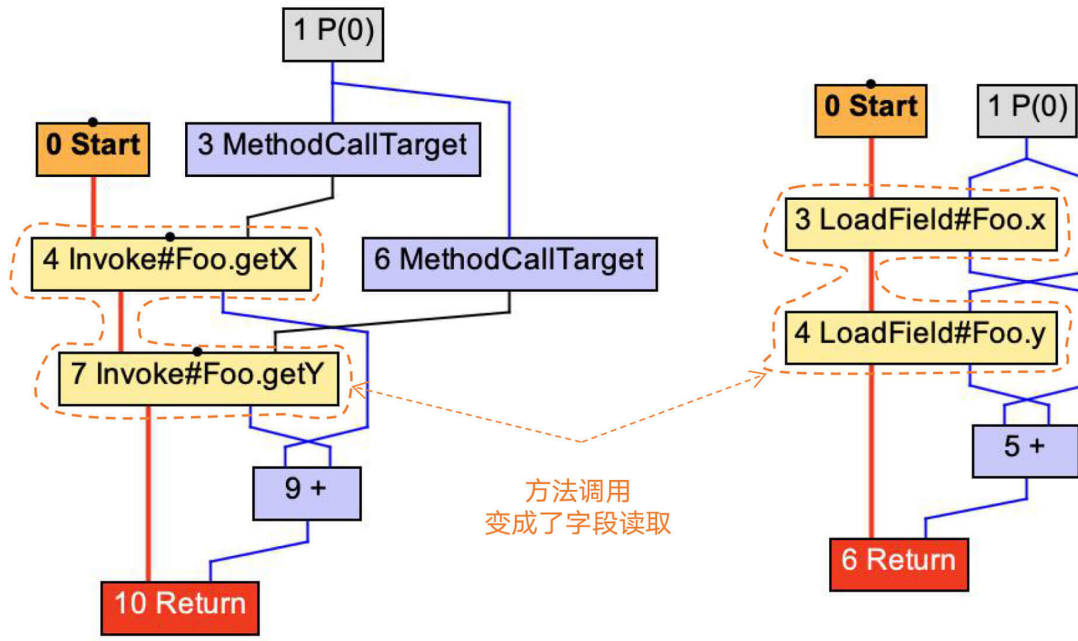 1 P(0)
0 Start
3 MethodCallTarget
4 Invoke#Foo.getX
6 MethodCallTarget
7 Invoke#Foo.getY
9 +
10 Return
方法调用
变成了字段读取
0 Start
1 P(0)
3 LoadField#Foo.x
4 LoadField#Foo.y
5 +
6 Return